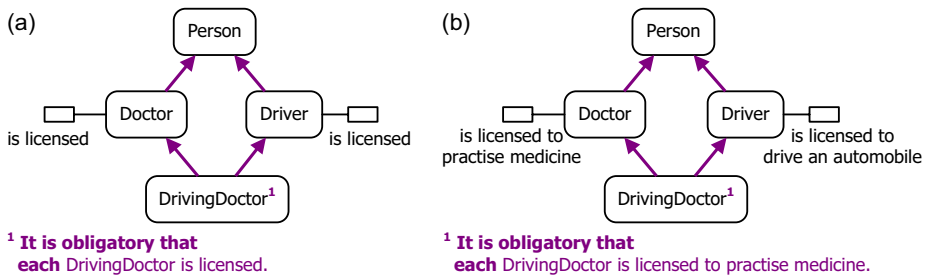 (a)
Person
Doctor
Driver
is licensed
is licensed
DrivingDoctor¹
¹ It is obligatory that
each DrivingDoctor is licensed.
(b)
Person
Doctor
Driver
is licensed to
practise medicine
is licensed to
drive an automobile
DrivingDoctor¹
¹ It is obligatory that
each DrivingDoctor is licensed to practise medicine.